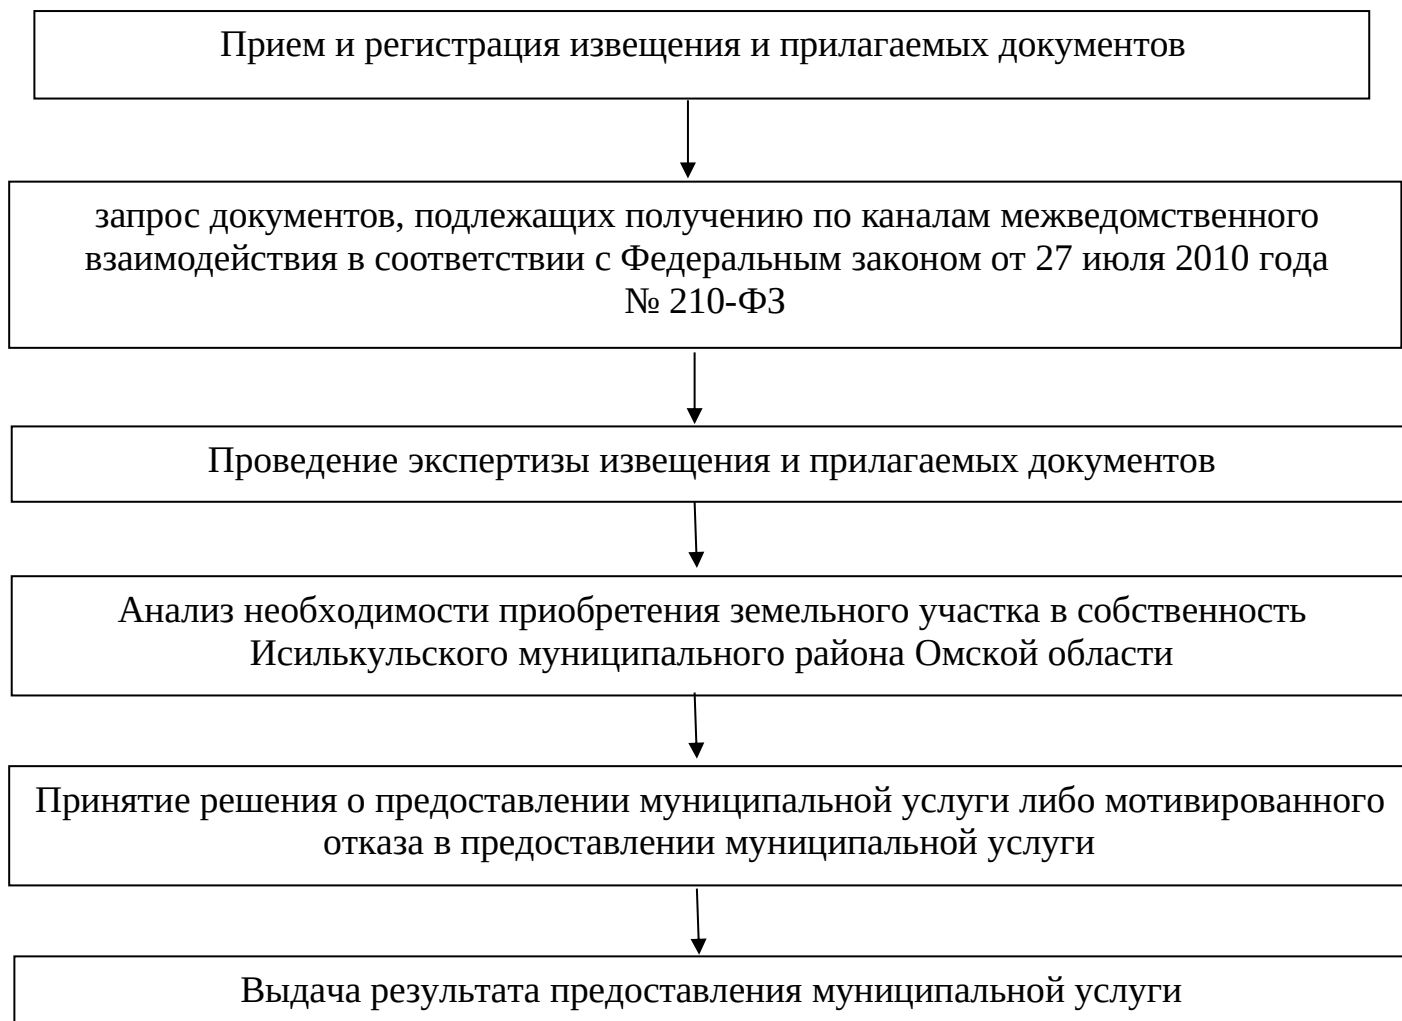 Прием и регистрация извещения и прилагаемых документов
запрос документов, подлежащих получению по каналам межведомственного
взаимодействия в соответствии с Федеральным законом от 27 июля 2010 года
№ 210-ФЗ
Проведение экспертизы извещения и прилагаемых документов
Анализ необходимости приобретения земельного участка в собственность
Исилькульского муниципального района Омской области
Принятие решения о предоставлении муниципальной услуги либо мотивированного
отказа в предоставлении муниципальной услуги
Выдача результата предоставления муниципальной услуги